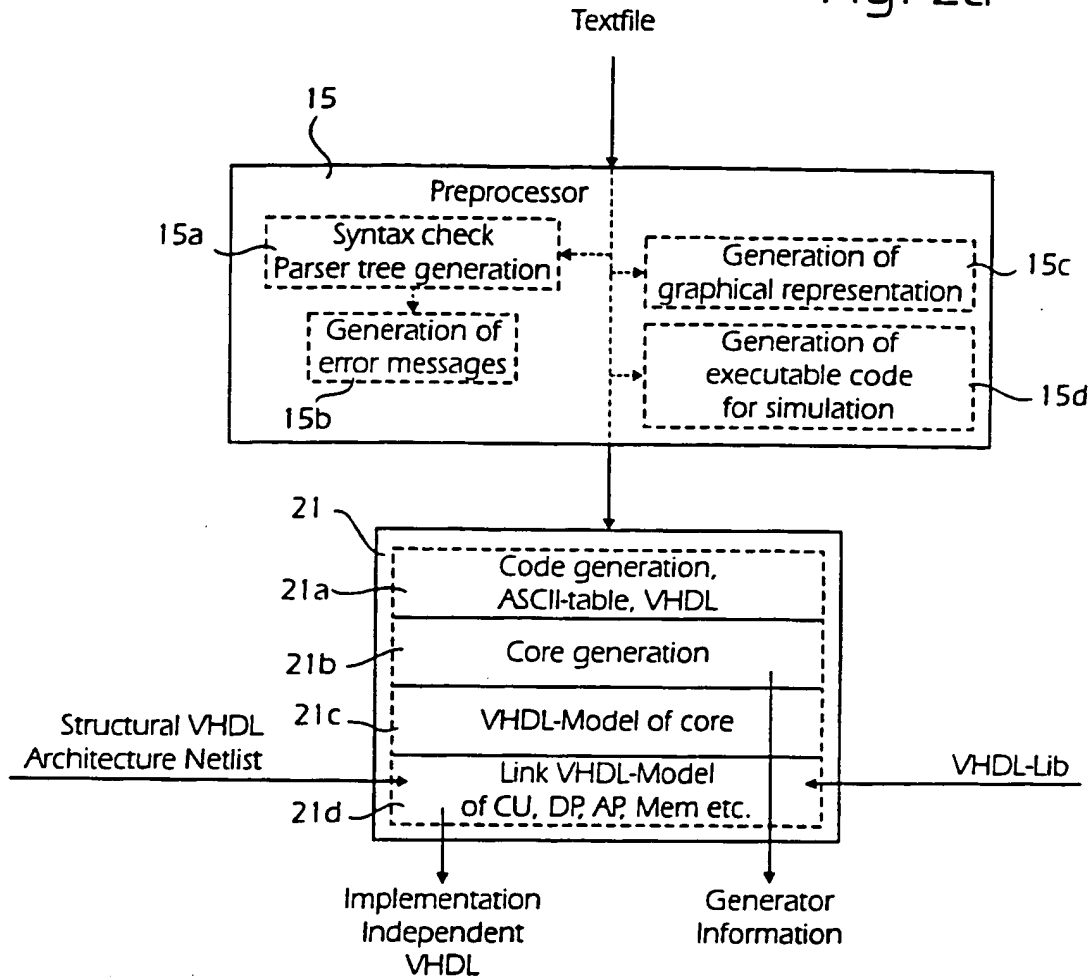 Textfile
15
Preprocessor
15a
Syntax check
Parser tree generation
Generation of
error messages
15b
Generation of
graphical representation
15c
Generation of
executable code
for simulation
15d
21
21a
Code generation,
ASCII-table, VHDL
21b
Core generation
21c
VHDL-Model of core
Structural VHDL
Architecture Netlist
Link VHDL-Model
of CU, DP, AP, Mem etc.
21d
VHDL-Lib
Implementation
Independent
VHDL
Generator
Information